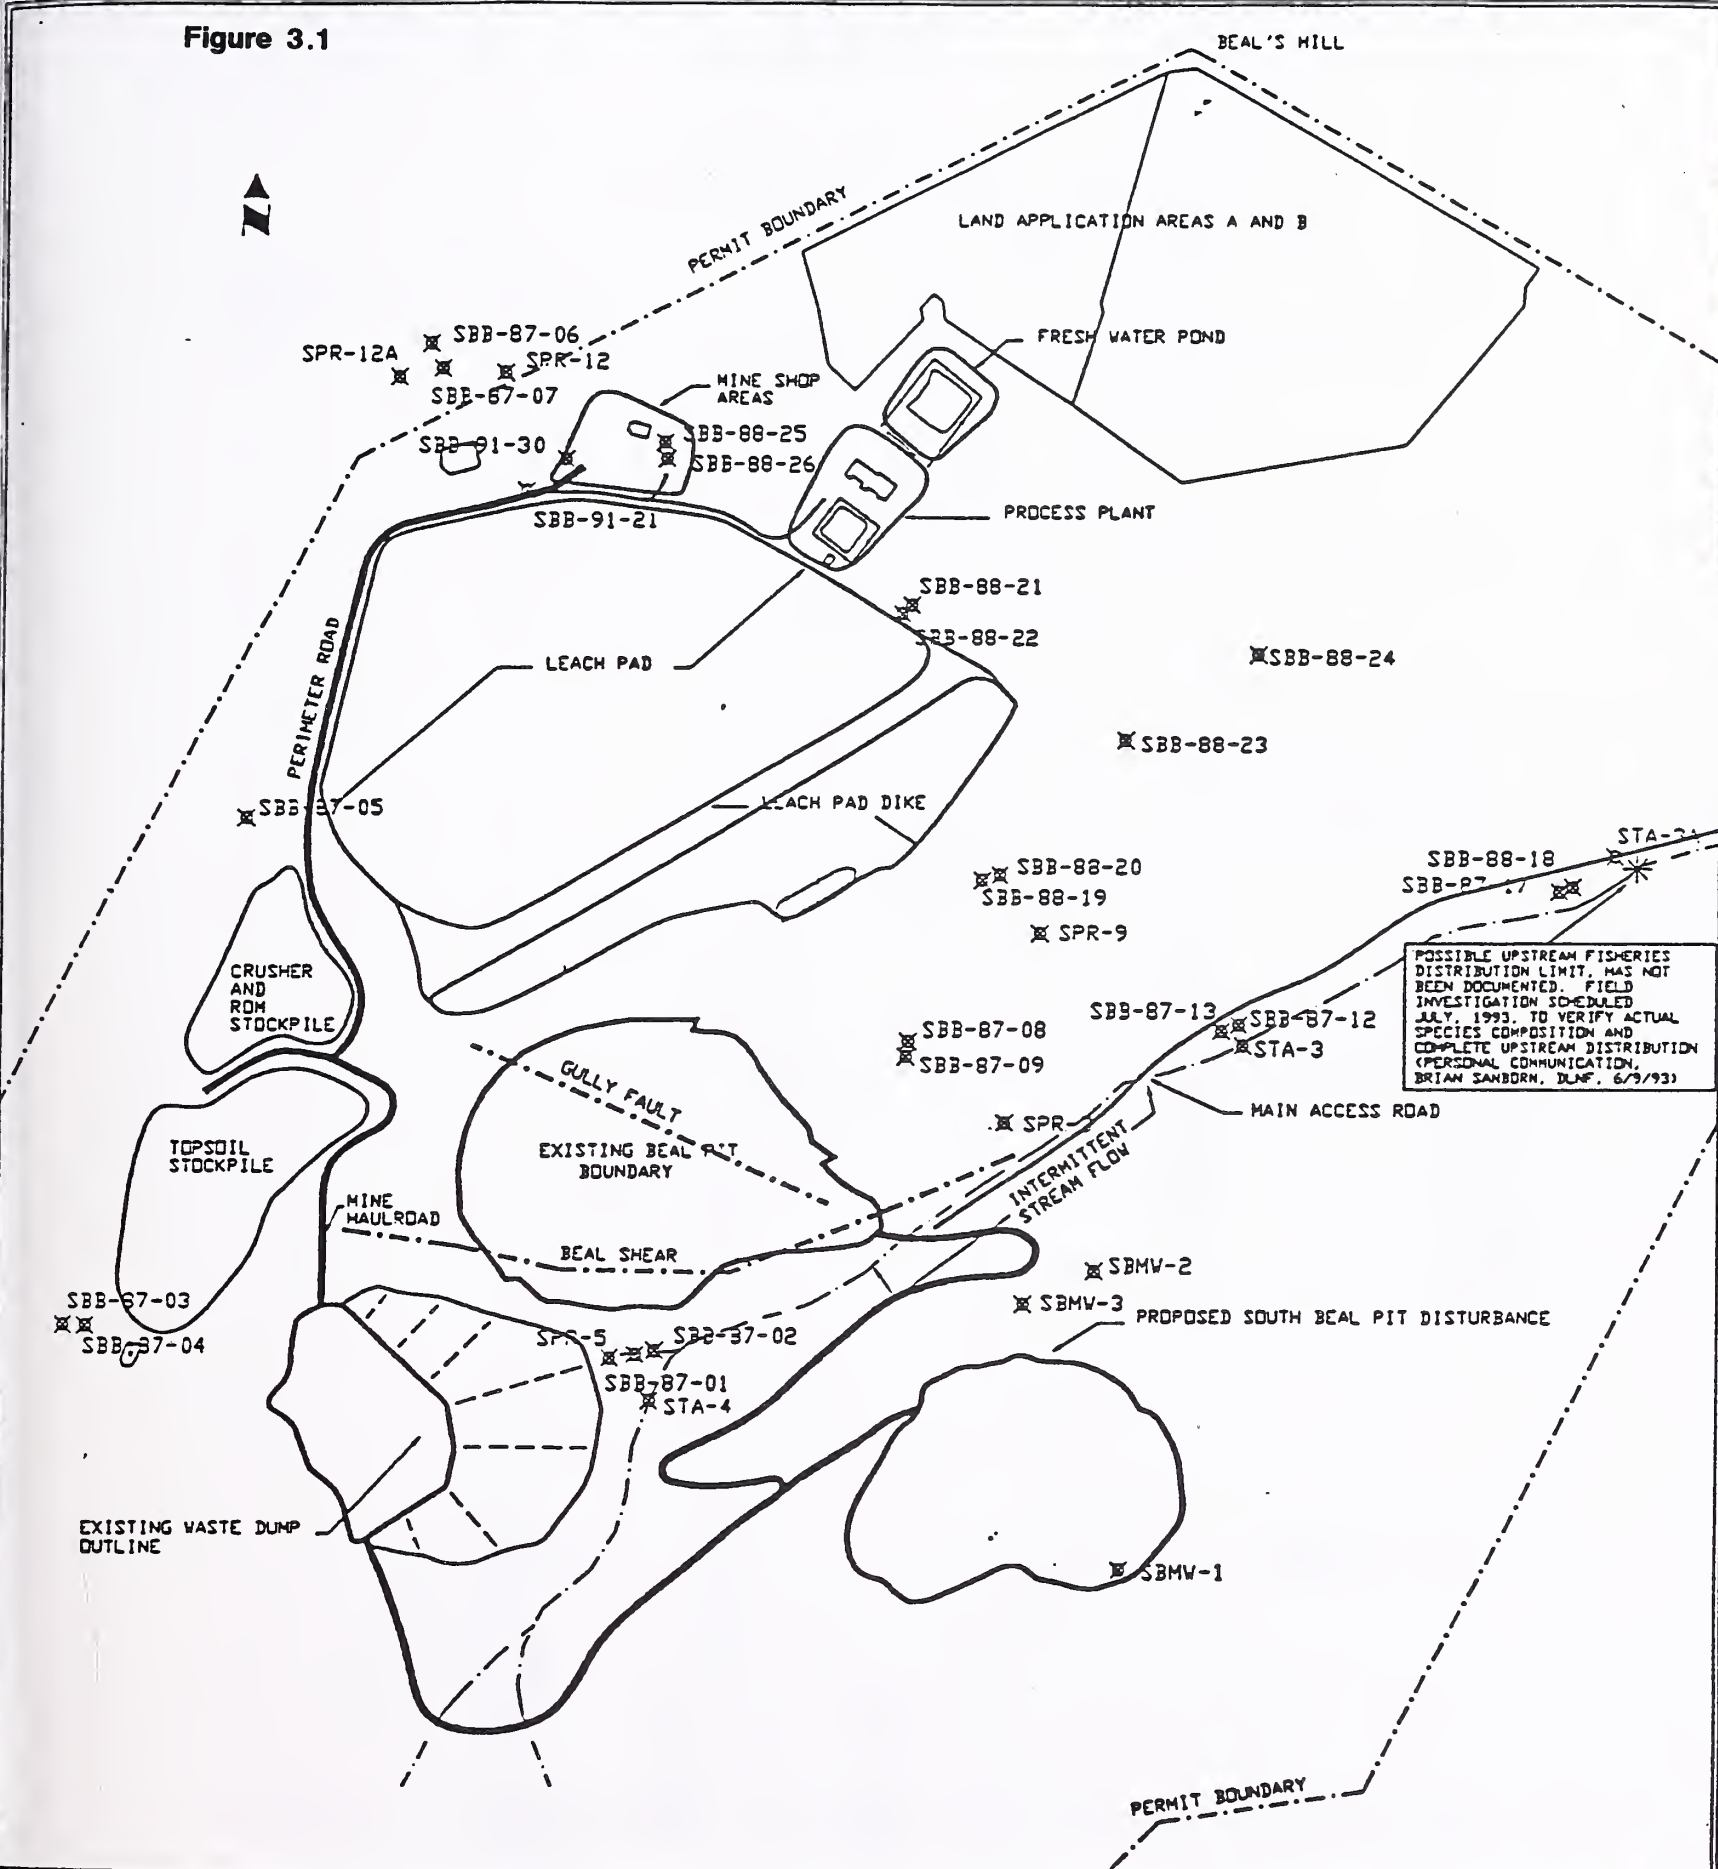 Figure 3.1
BEAL'S HILL
PERMIT BOUNDARY
LAND APPLICATION AREAS A AND B
FRESH WATER POND
SBB-87-06
SPR-12A
SPR-12
SBB-87-07
MINE SHOP
AREAS
SBB-91-30
SBB-88-25
SBB-88-26
SBB-91-21
PROCESS PLANT
SBB-88-21
SBB-88-22
SBB-88-24
LEACH PAD
PERIMETER ROAD
SBB-88-23
SBB-87-05
LEACH PAD DIKE
SBB-88-18
SBB-88-20
SBB-88-19
SPR-9
CRUSHER
AND
ROM
STOCKPILE
POSSIBLE UPSTREAM FISHERIES
DISTRIBUTION LIMIT, HAS NOT
BEEN DOCUMENTED. FIELD
INVESTIGATION SCHEDULED
JULY, 1993, TO VERIFY ACTUAL
SPECIES COMPOSITION AND
COMPLETE UPSTREAM DISTRIBUTION
(PERSONAL COMMUNICATION,
BRIAN SANBORN, DLNF, 6/9/93)
SBB-87-13
SBB-87-12
STA-3
SBB-87-08
SBB-87-09
GULLY FAULT
MAIN ACCESS ROAD
EXISTING BEAL PIT
BOUNDARY
TOPSOIL
STOCKPILE
INTERMITTENT
STREAM FLOW
MINE
HAULROAD
BEAL SHEAR
SBMW-2
SBMW-3
PROPOSED SOUTH BEAL PIT DISTURBANCE
SBB-87-03
SBB-87-04
SPR-5
SBB-87-02
SBB-87-01
STA-4
EXISTING WASTE DUMP
OUTLINE
SBMW-1
PERMIT BOUNDARY